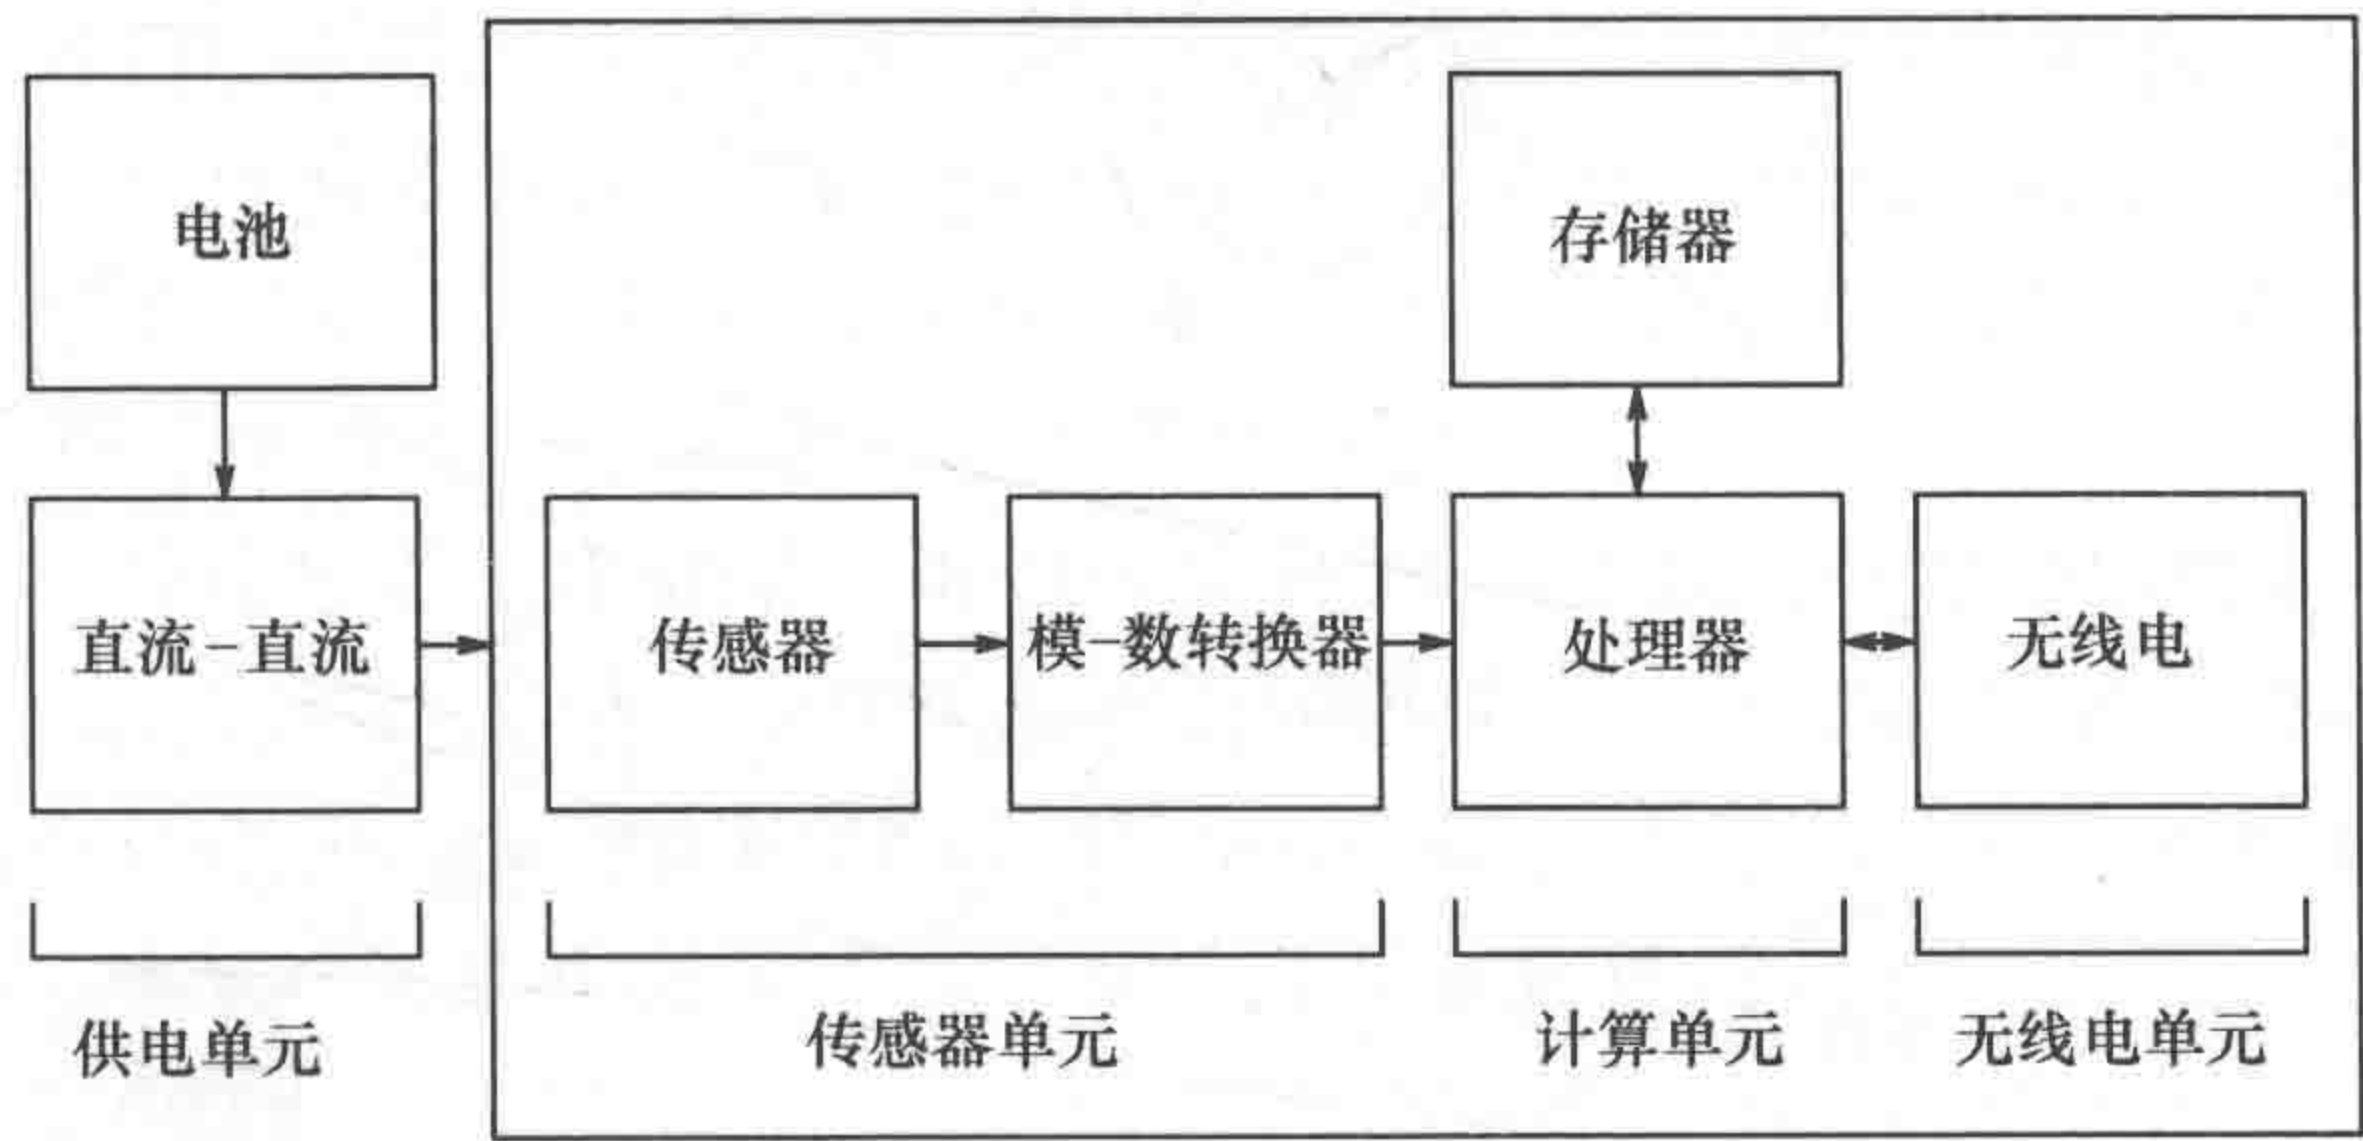 电池
存储器
直流-直流
传感器
模-数转换器
处理器
无线电
供电单元
传感器单元
计算单元
无线电单元